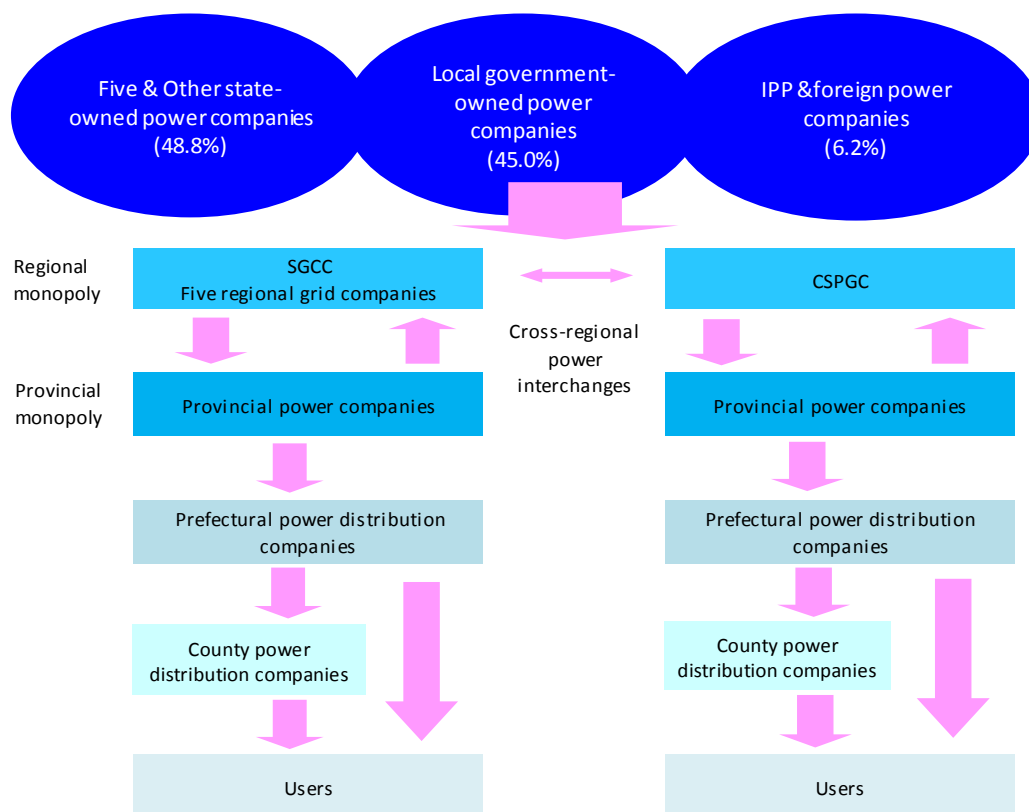 Five & Other state-
owned power companies
(48.8%)
Local government-
owned power
companies
(45.0%)
IPP &foreign power
companies
(6.2%)
Regional
monopoly
SGCC
Five regional grid companies
CSPGC
Cross-regional
power
interchanges
Provincial
monopoly
Provincial power companies
Provincial power companies
Prefectural power distribution
companies
Prefectural power distribution
companies
County power
distribution companies
County power
distribution companies
Users
Users